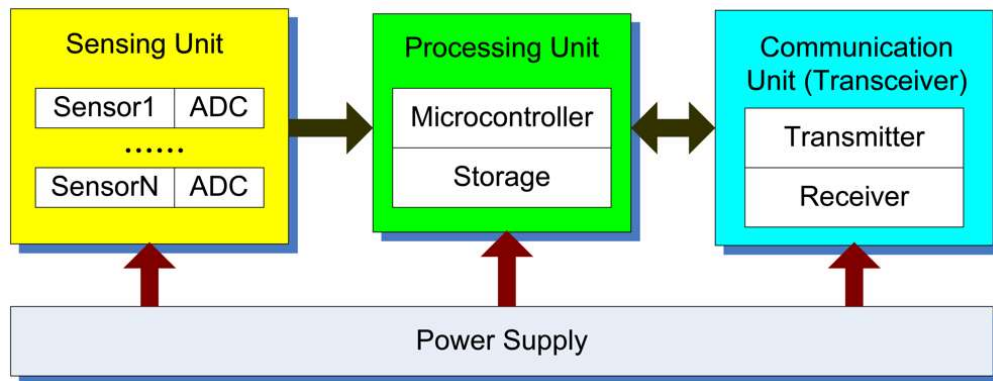 Sensing Unit
Sensor1 ADC
......
SensorN ADC
Processing Unit
Microcontroller
Storage
Communication
Unit (Transceiver)
Transmitter
Receiver
Power Supply